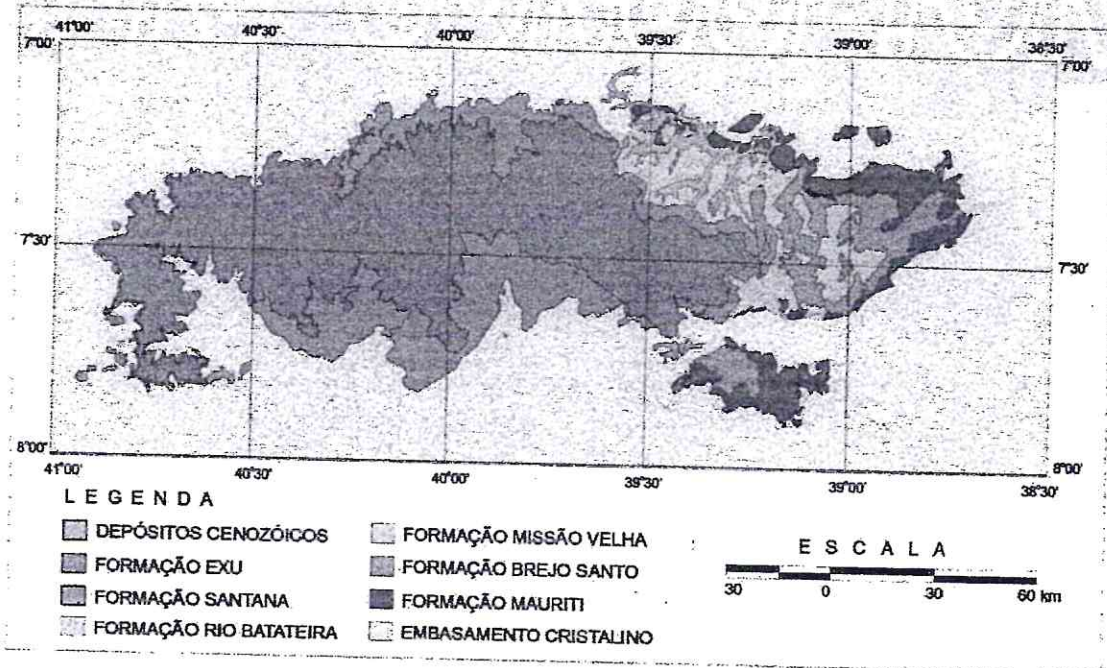 41°00' 40°30' 40°00' 39°30' 39°00' 38°30'
7°00' 7°00'
7°30' 7°30'
8°00' 8°00'
41°00' 40°30' 40°00' 39°30' 39°00' 38°30'
LEGENDA
DEPÓSITOS CENOZÓICOS
FORMAÇÃO EXU
FORMAÇÃO SANTANA
FORMAÇÃO RIO BATATEIRA
FORMAÇÃO MISSÃO VELHA
FORMAÇÃO BREJO SANTO
FORMAÇÃO MAURITI
EMBASAMENTO CRISTALINO
ESCALA
30 0 30 60 km